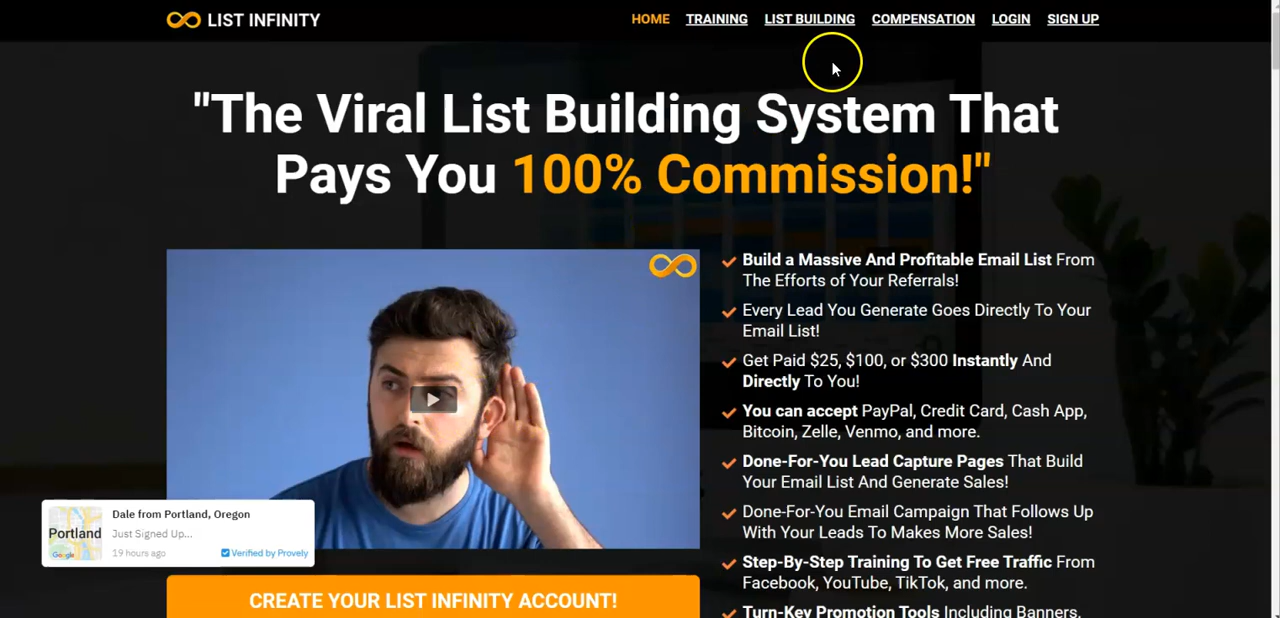 LIST INFINITY
HOME TRAINING LIST BUILDING COMPENSATION LOGIN SIGN UP
"The Viral List Building System That
Pays You 100% Commission!"
Build a Massive And Profitable Email List From
The Efforts of Your Referrals!
Every Lead You Generate Goes Directly To Your
Email List!
Get Paid $25, $100, or $300 Instantly And
Directly To You!
You can accept PayPal, Credit Card, Cash App,
Bitcoin, Zelle, Venmo, and more.
Done-For-You Lead Capture Pages That Build
Your Email List And Generate Sales!
Done-For-You Email Campaign That Follows Up
With Your Leads To Makes More Sales!
Step-By-Step Training To Get Free Traffic From
Facebook, YouTube, TikTok, and more.
Turn-Key Promotion Tools Including Banners,
Portland
Google
Dale from Portland, Oregon
Just Signed Up...
19 hours ago Verified by Provely
CREATE YOUR LIST INFINITY ACCOUNT!